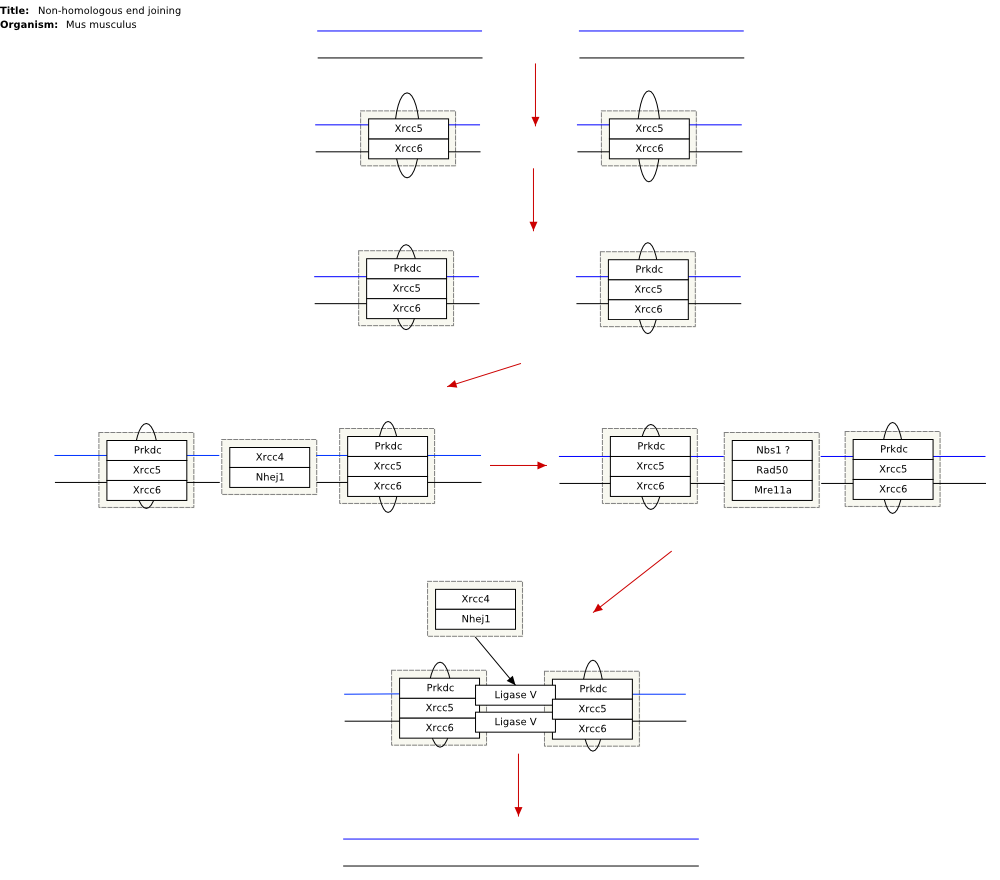 Title: Non-homologous end joining
Organism: Mus musculus
Xrcc5
Xrcc6
Xrcc5
Xrcc6
Prkdc
Xrcc5
Xrcc6
Prkdc
Xrcc5
Xrcc6
Prkdc
Xrcc5
Xrcc6
Xrcc4
Nhej1
Prkdc
Xrcc5
Xrcc6
Prkdc
Xrcc5
Xrcc6
Nbs1 ?
Rad50
Mre11a
Prkdc
Xrcc5
Xrcc6
Xrcc4
Nhej1
Prkdc
Xrcc5
Xrcc6
Ligase V
Ligase V
Prkdc
Xrcc5
Xrcc6